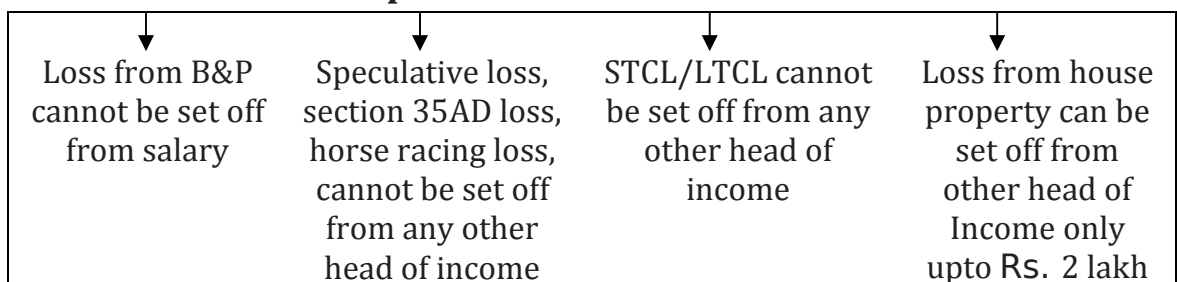 Loss from B&P
cannot be set off
from salary
Speculative loss,
section 35AD loss,
horse racing loss,
cannot be set off
from any other
head of income
STCL/LTCL cannot
be set off from any
other head of
income
Loss from house
property can be
set off from
other head of
Income only
upto Rs. 2 lakh